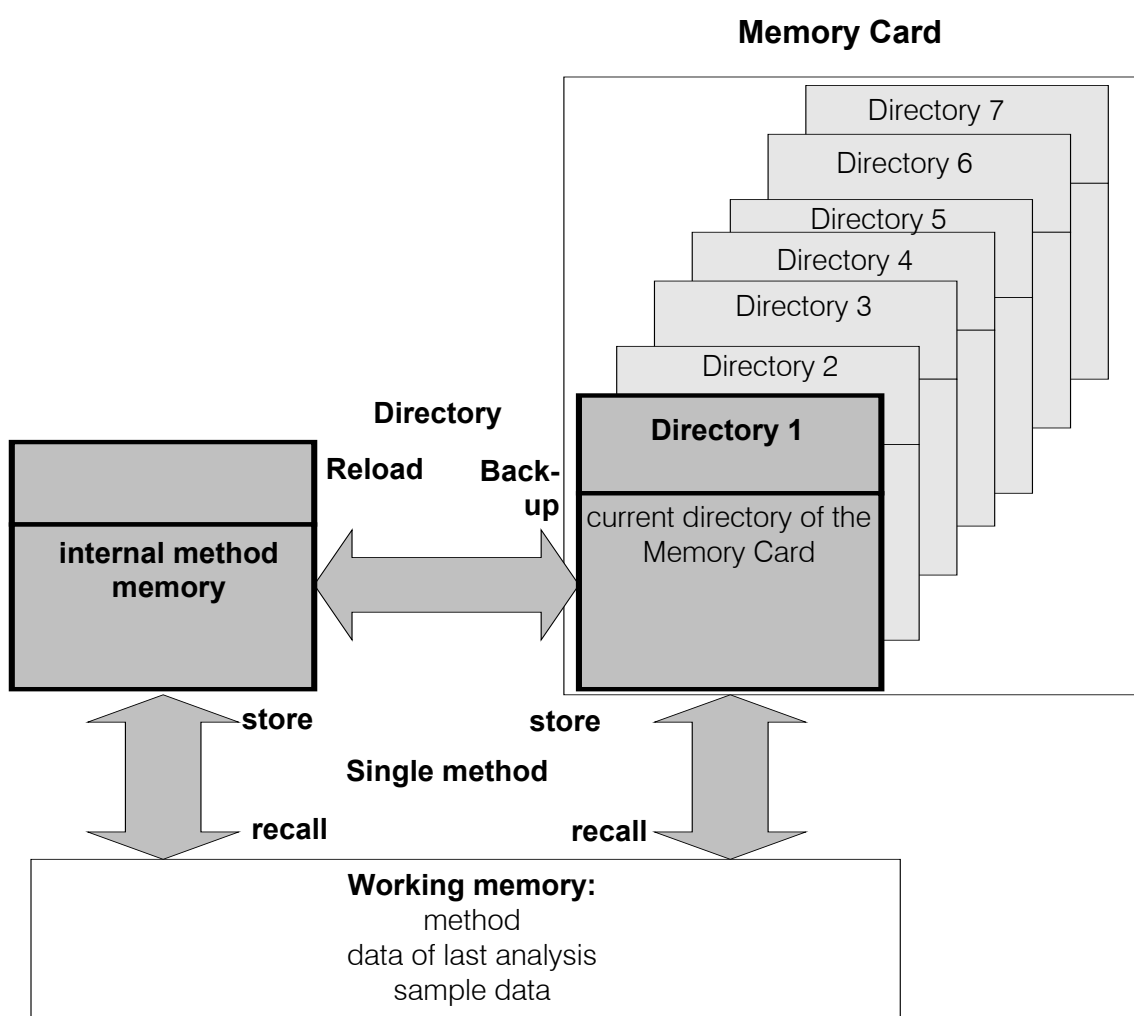 Memory Card
Directory 7
Directory 6
Directory 5
Directory 4
Directory 3
Directory 2
Directory 1
current directory of the
Memory Card
Directory
Reload
Back-
up
internal method
memory
store
store
Single method
recall
recall
Working memory:
method
data of last analysis
sample data